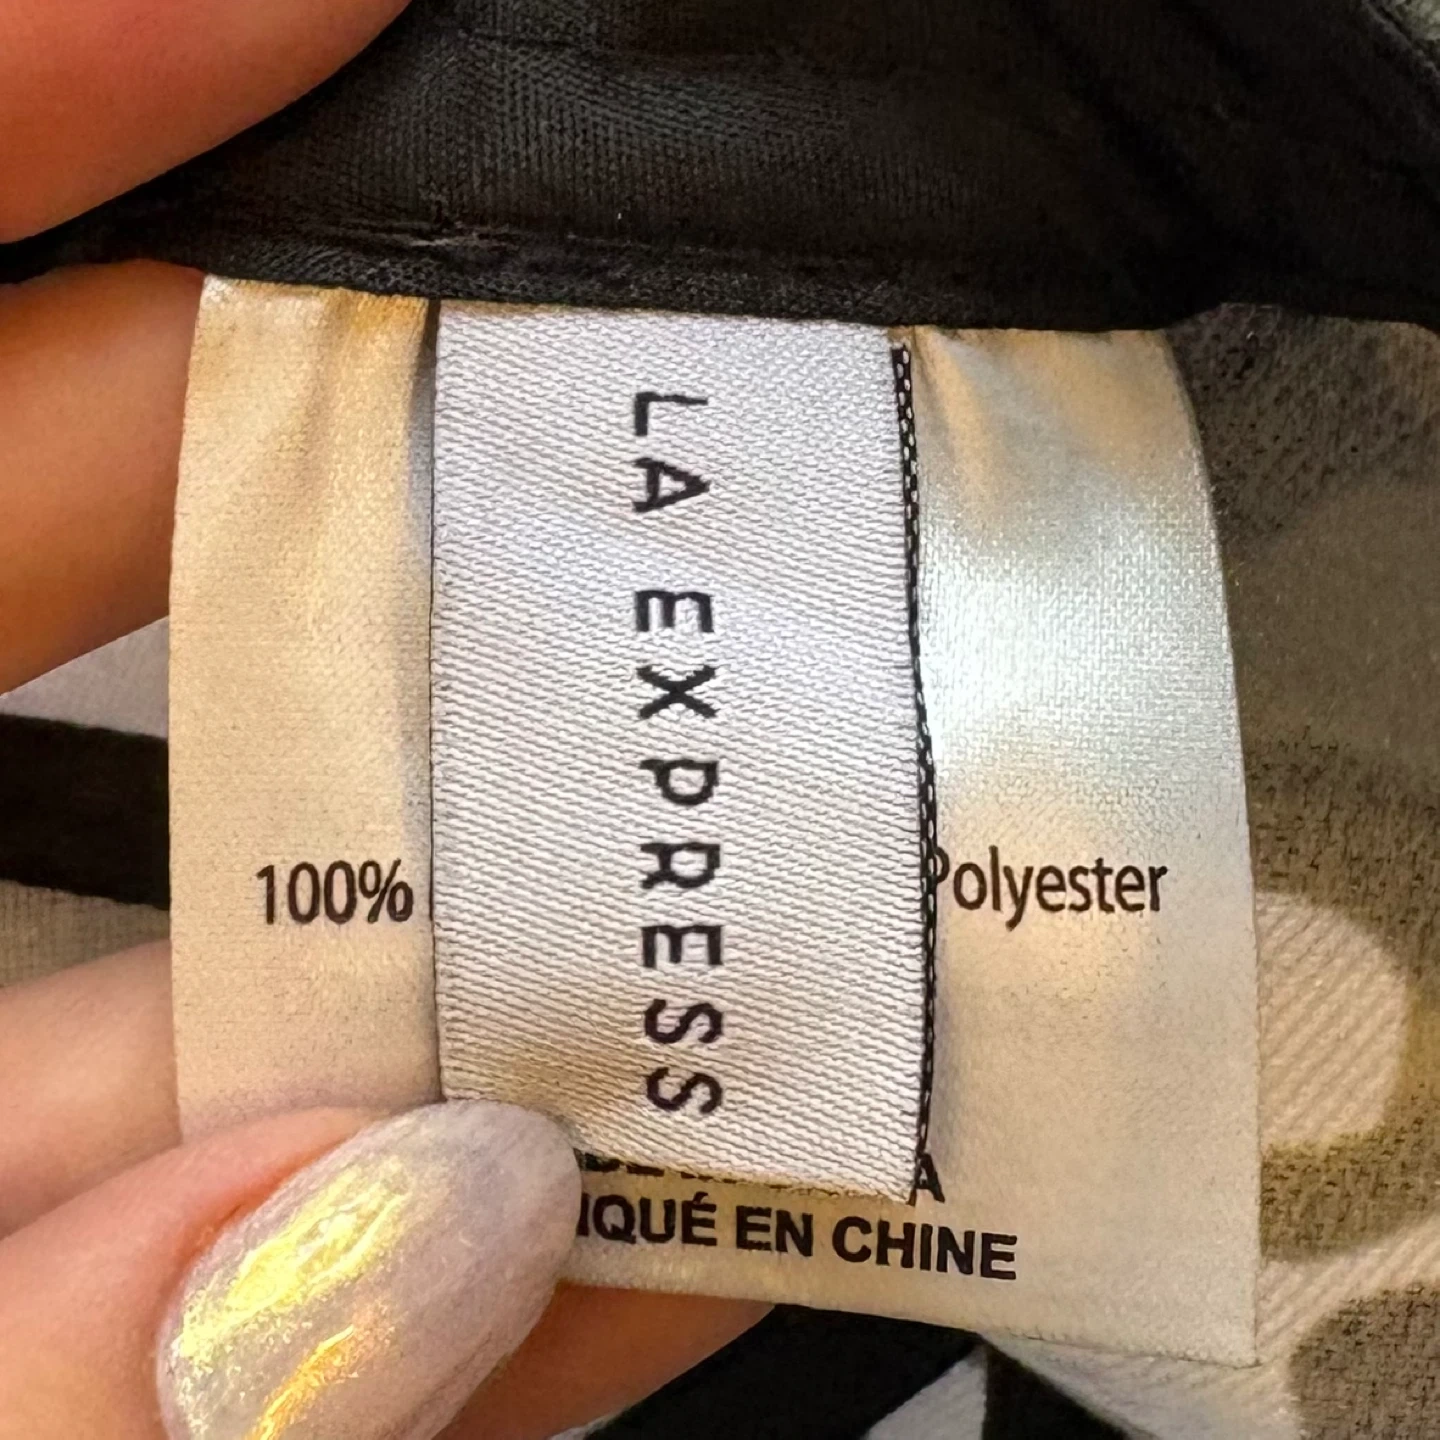 LA EXPRESS
100% Polyester
IQUÉ EN CHINE